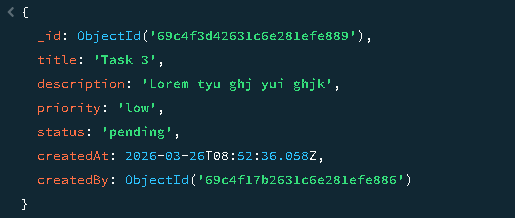 {
_id: ObjectId('69c4f3d42631c6e281efe889'),
title: 'Task 3',
description: 'Lorem tyu ghj yui ghjk',
priority: 'low',
status: 'pending',
createdAt: 2026-03-26T08:52:36.058Z,
createdBy: ObjectId('69c4f17b2631c6e281efe886')
}